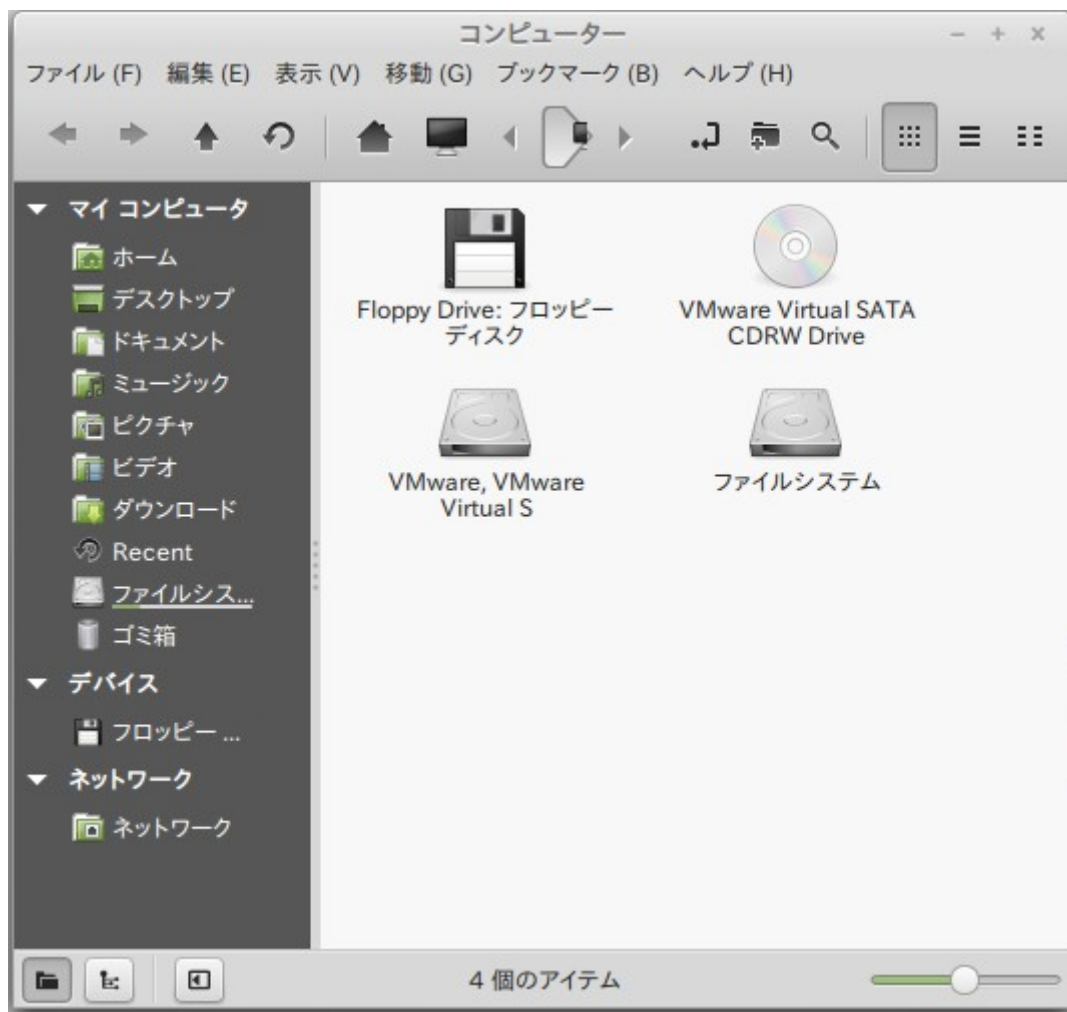 コンピューター
ファイル (F) 編集 (E) 表示 (V) 移動 (G) ブックマーク (B) ヘルプ (H)
マイ コンピュータ
ホーム
デスクトップ
ドキュメント
ミュージック
ピクチャ
ビデオ
ダウンロード
Recent
ファイルシス...
ゴミ箱
デバイス
フロッピー ...
ネットワーク
ネットワーク
Floppy Drive: フロッピー
ディスク
VMware Virtual SATA
CDRW Drive
VMware, VMware
Virtual S
ファイルシステム
4 個のアイテム